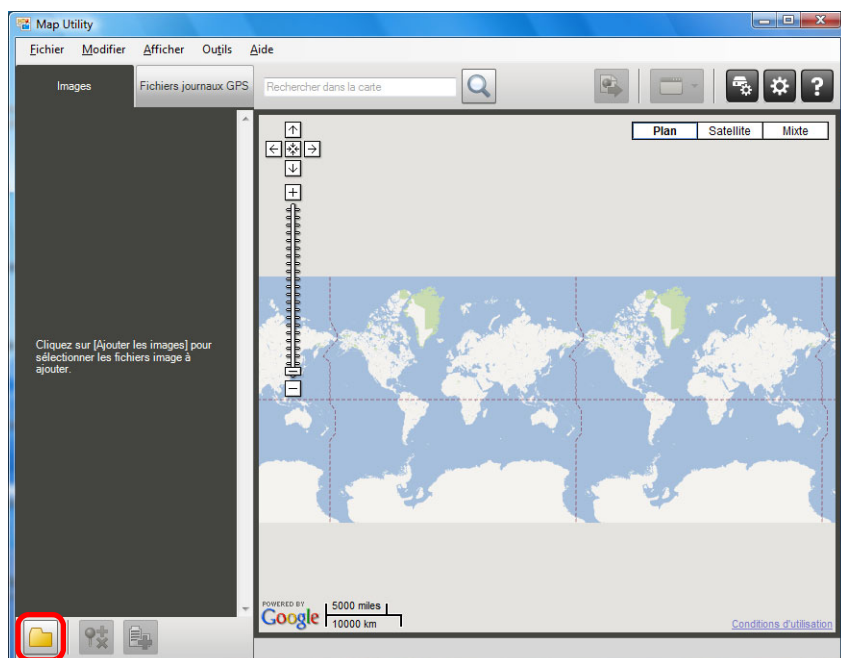 Map Utility
Fichier Modifier Afficher Outils Aide
Images
Fichiers journaux GPS
Rechercher dans la carte
Plan Satellite Mixte
Cliquez sur [Ajouter les images] pour
sélectionner les fichiers image à
ajouter.
POWERED BY
Google
5000 miles
10000 km
Conditions d'utilisation